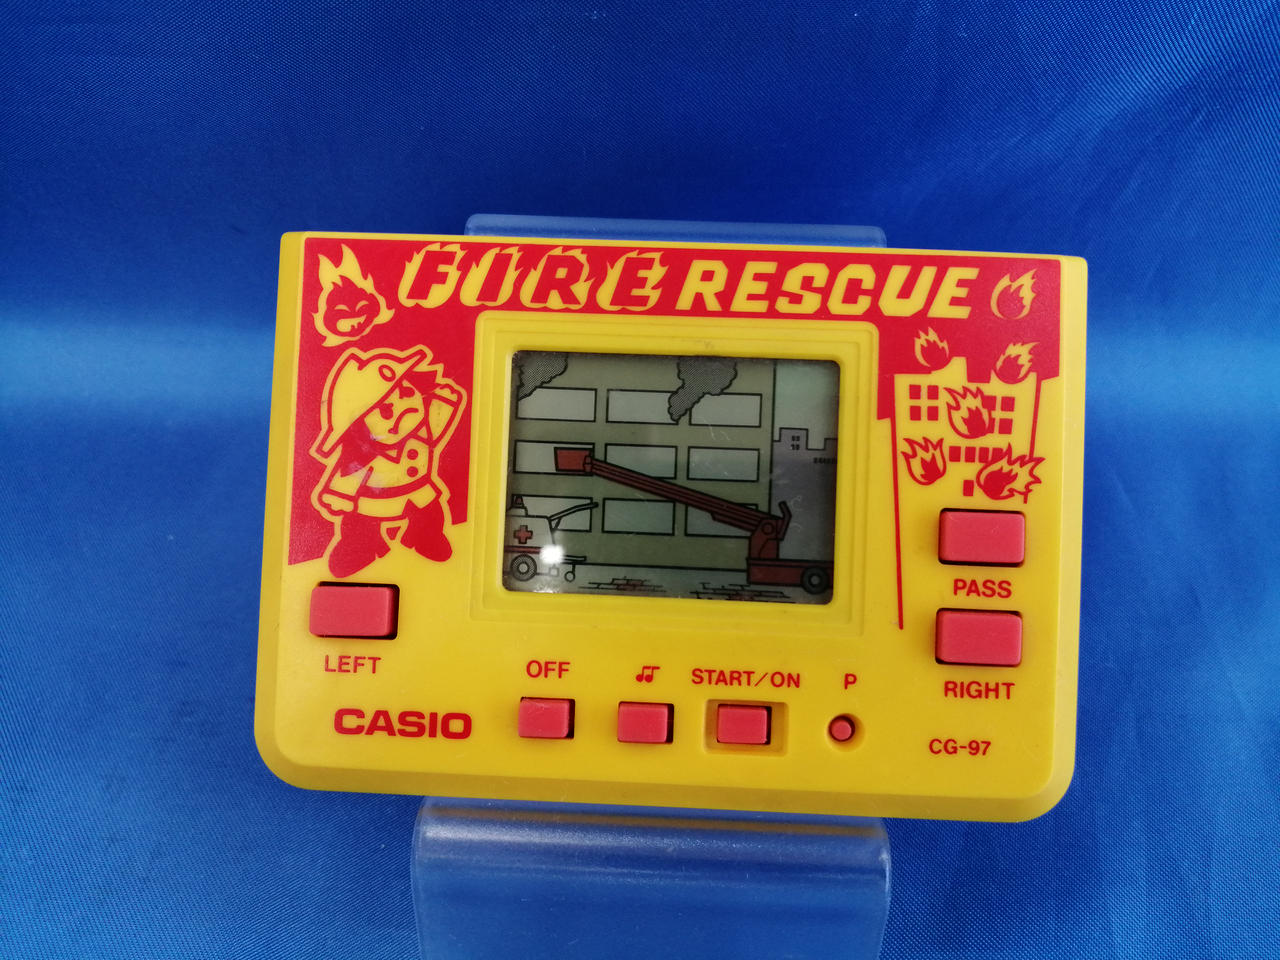 FIRE RESCUE
PASS
LEFT
RIGHT
OFF
START/ON
P
CASIO
CG-97